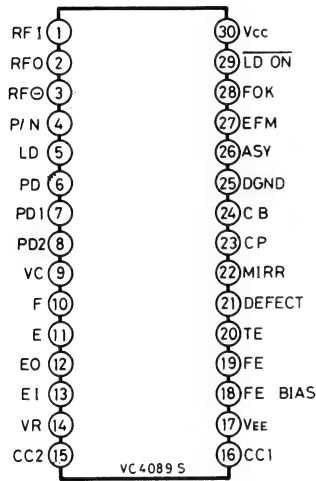 RFI 1 30 Vcc
RFO 2 29 LD ON
RF⊖ 3 28 FOK
P/N 4 27 EFM
LD 5 26 ASY
PD 6 25 DGND
PD1 7 24 CB
PD2 8 23 CP
VC 9 22 MIRR
F 10 21 DEFECT
E 11 20 TE
EO 12 19 FE
EI 13 18 FE BIAS
VR 14 17 VEE
CC2 15 16 CC1
VC4089S